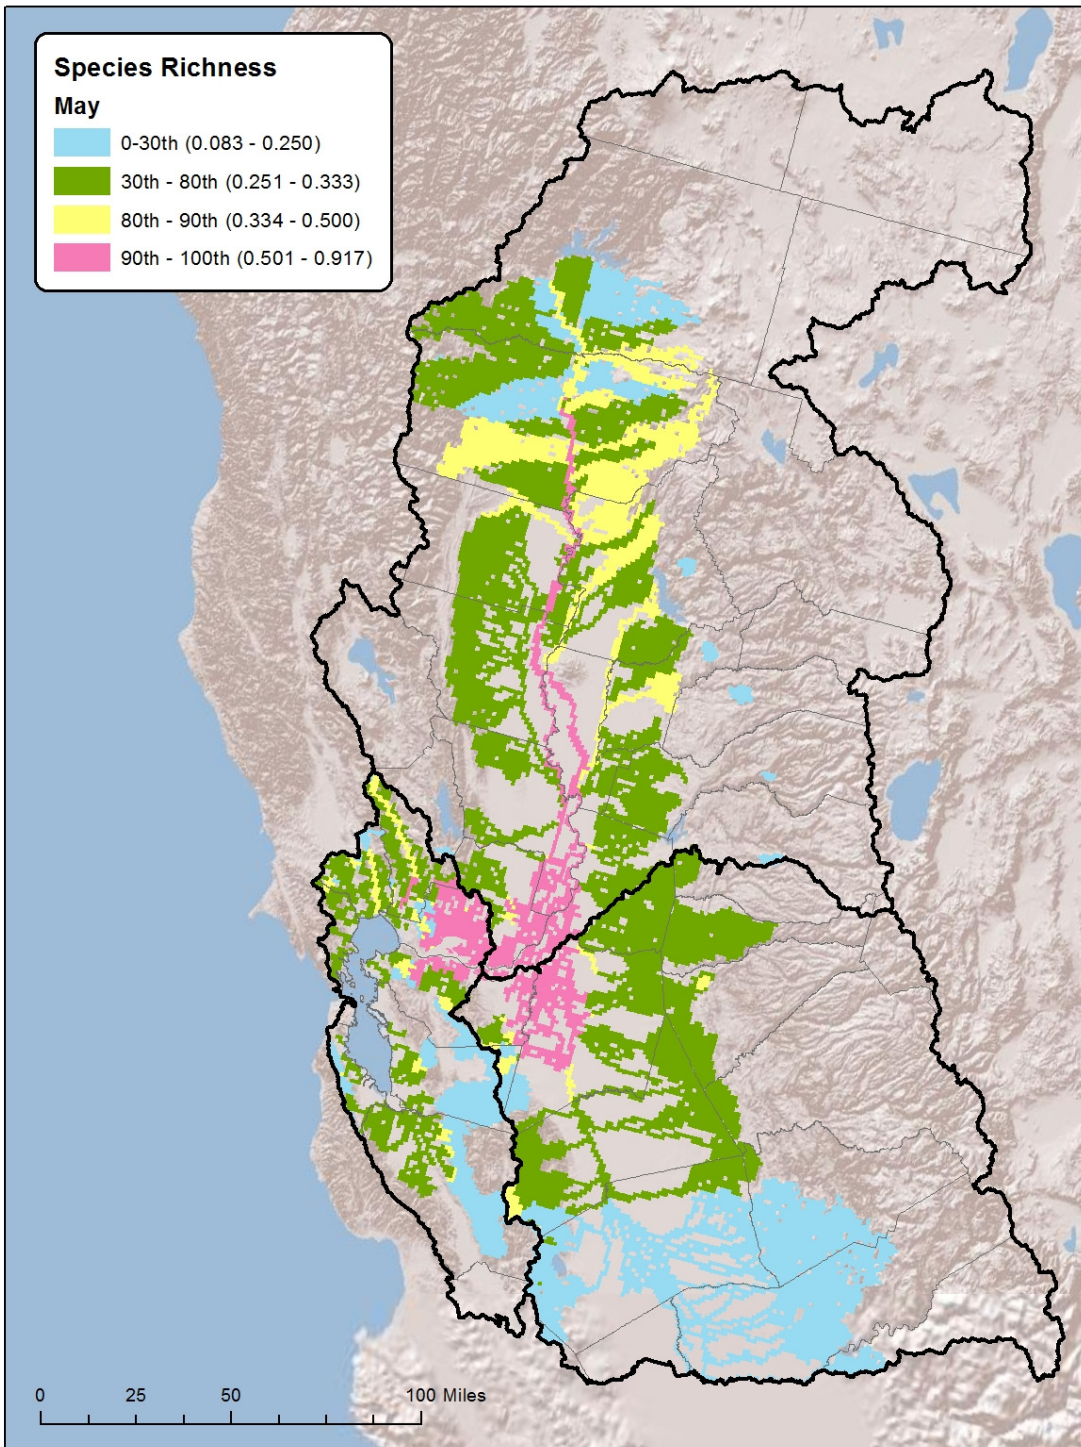 Species Richness
May
0-30th (0.083 - 0.250)
30th - 80th (0.251 - 0.333)
80th - 90th (0.334 - 0.500)
90th - 100th (0.501 - 0.917)
0 25 50 100 Miles